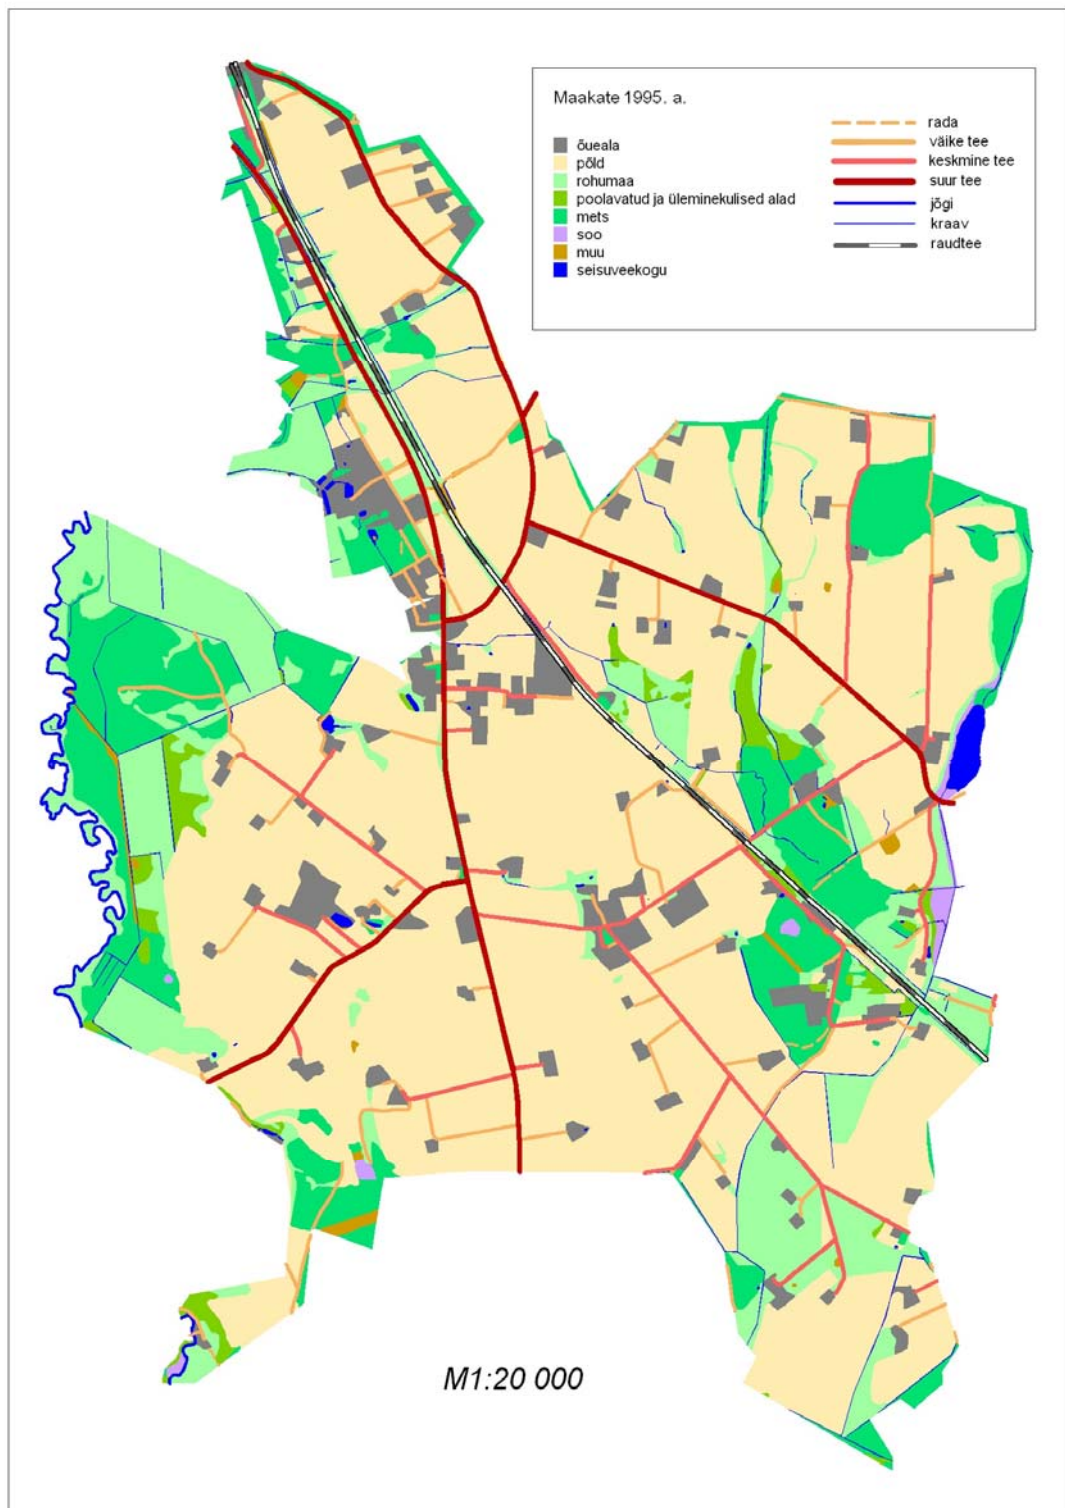 Maakate 1995. a.
õueala
põld
rohumaa
poolavatud ja üleminekulised alad
mets
soo
muu
seisuveekogu
rada
väike tee
keskmine tee
suur tee
jõgi
kraav
raudtee
M1:20 000